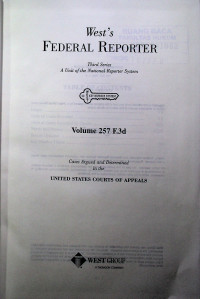 West's
FEDERAL REPORTER
Third Series
A Unit of the National Reporter System
Volume 257 F.3d
Cases Argued and Determined
in the
UNITED STATES COURTS OF APPEALS
WEST GROUP